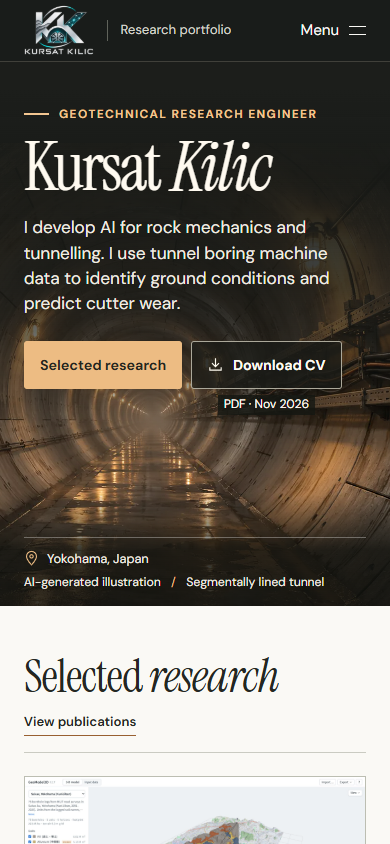 KURSAT KILIC
Research portfolio
Menu
GEOTECHNICAL RESEARCH ENGINEER
Kursat Kilic
I develop AI for rock mechanics and
tunnelling. I use tunnel boring machine
data to identify ground conditions and
predict cutter wear.
Selected research
Download CV
PDF · Nov 2026
Yokohama, Japan
AI-generated illustration / Segmentally lined tunnel
Selected research
View publications